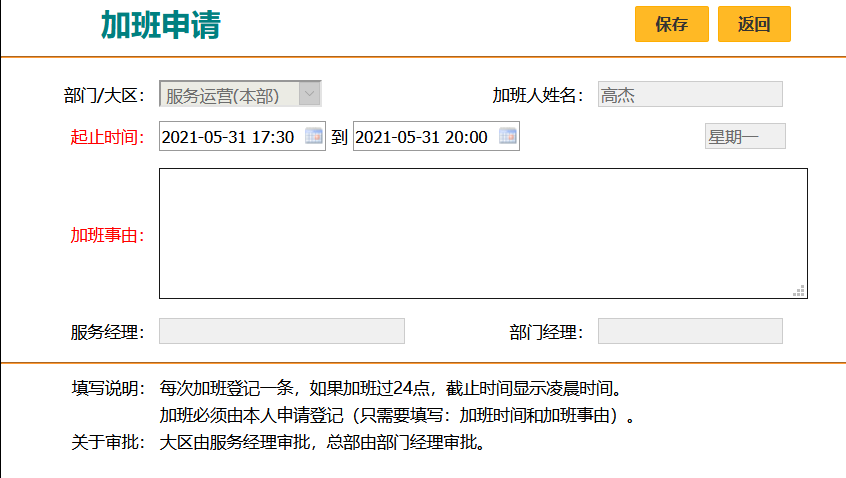 加班申请 保存 返回
部门/大区： 服务运营(本部) 加班人姓名： 高杰
起止时间： 2021-05-31 17:30 到 2021-05-31 20:00 星期一
加班事由：
服务经理： 部门经理：
填写说明： 每次加班登记一条，如果加班过24点，截止时间显示凌晨时间。
加班必须由本人申请登记（只需要填写：加班时间和加班事由）。
关于审批： 大区由服务经理审批，总部由部门经理审批。